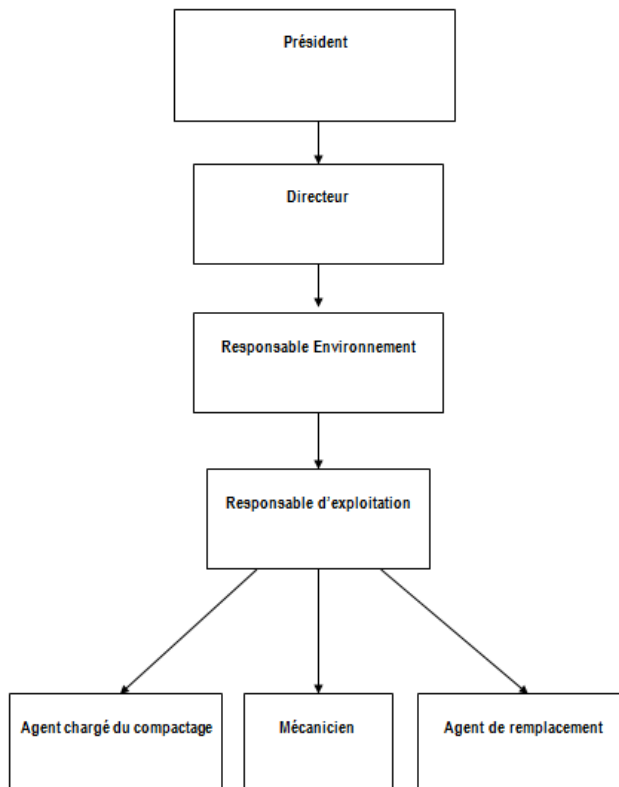 Président
Directeur
Responsable Environnement
Responsable d'exploitation
Agent chargé du compactage
Mécanicien
Agent de remplacement